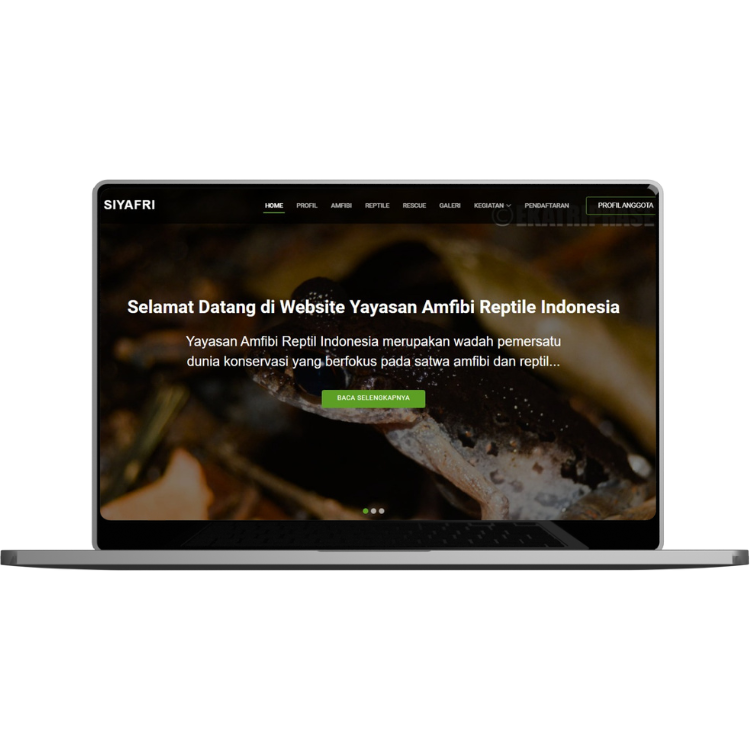 SIYAFRI
HOME PROFIL AMFIBI REPTILE RESCUE GALERI KEGIATAN PENDAFTARAN PROFIL ANGGOTA
Selamat Datang di Website Yayasan Amfibi Reptile Indonesia
Yayasan Amfibi Reptil Indonesia merupakan wadah pemersatu
dunia konservasi yang berfokus pada satwa amfibi dan reptil...
BACA SELENGKAPNYA